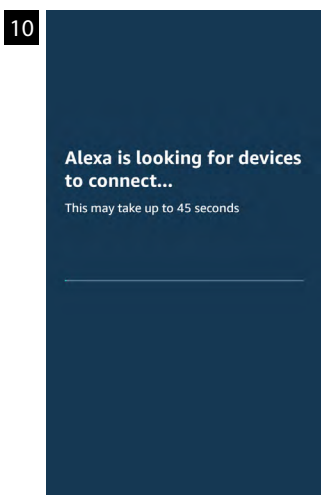 10
Alexa is looking for devices
to connect...
This may take up to 45 seconds